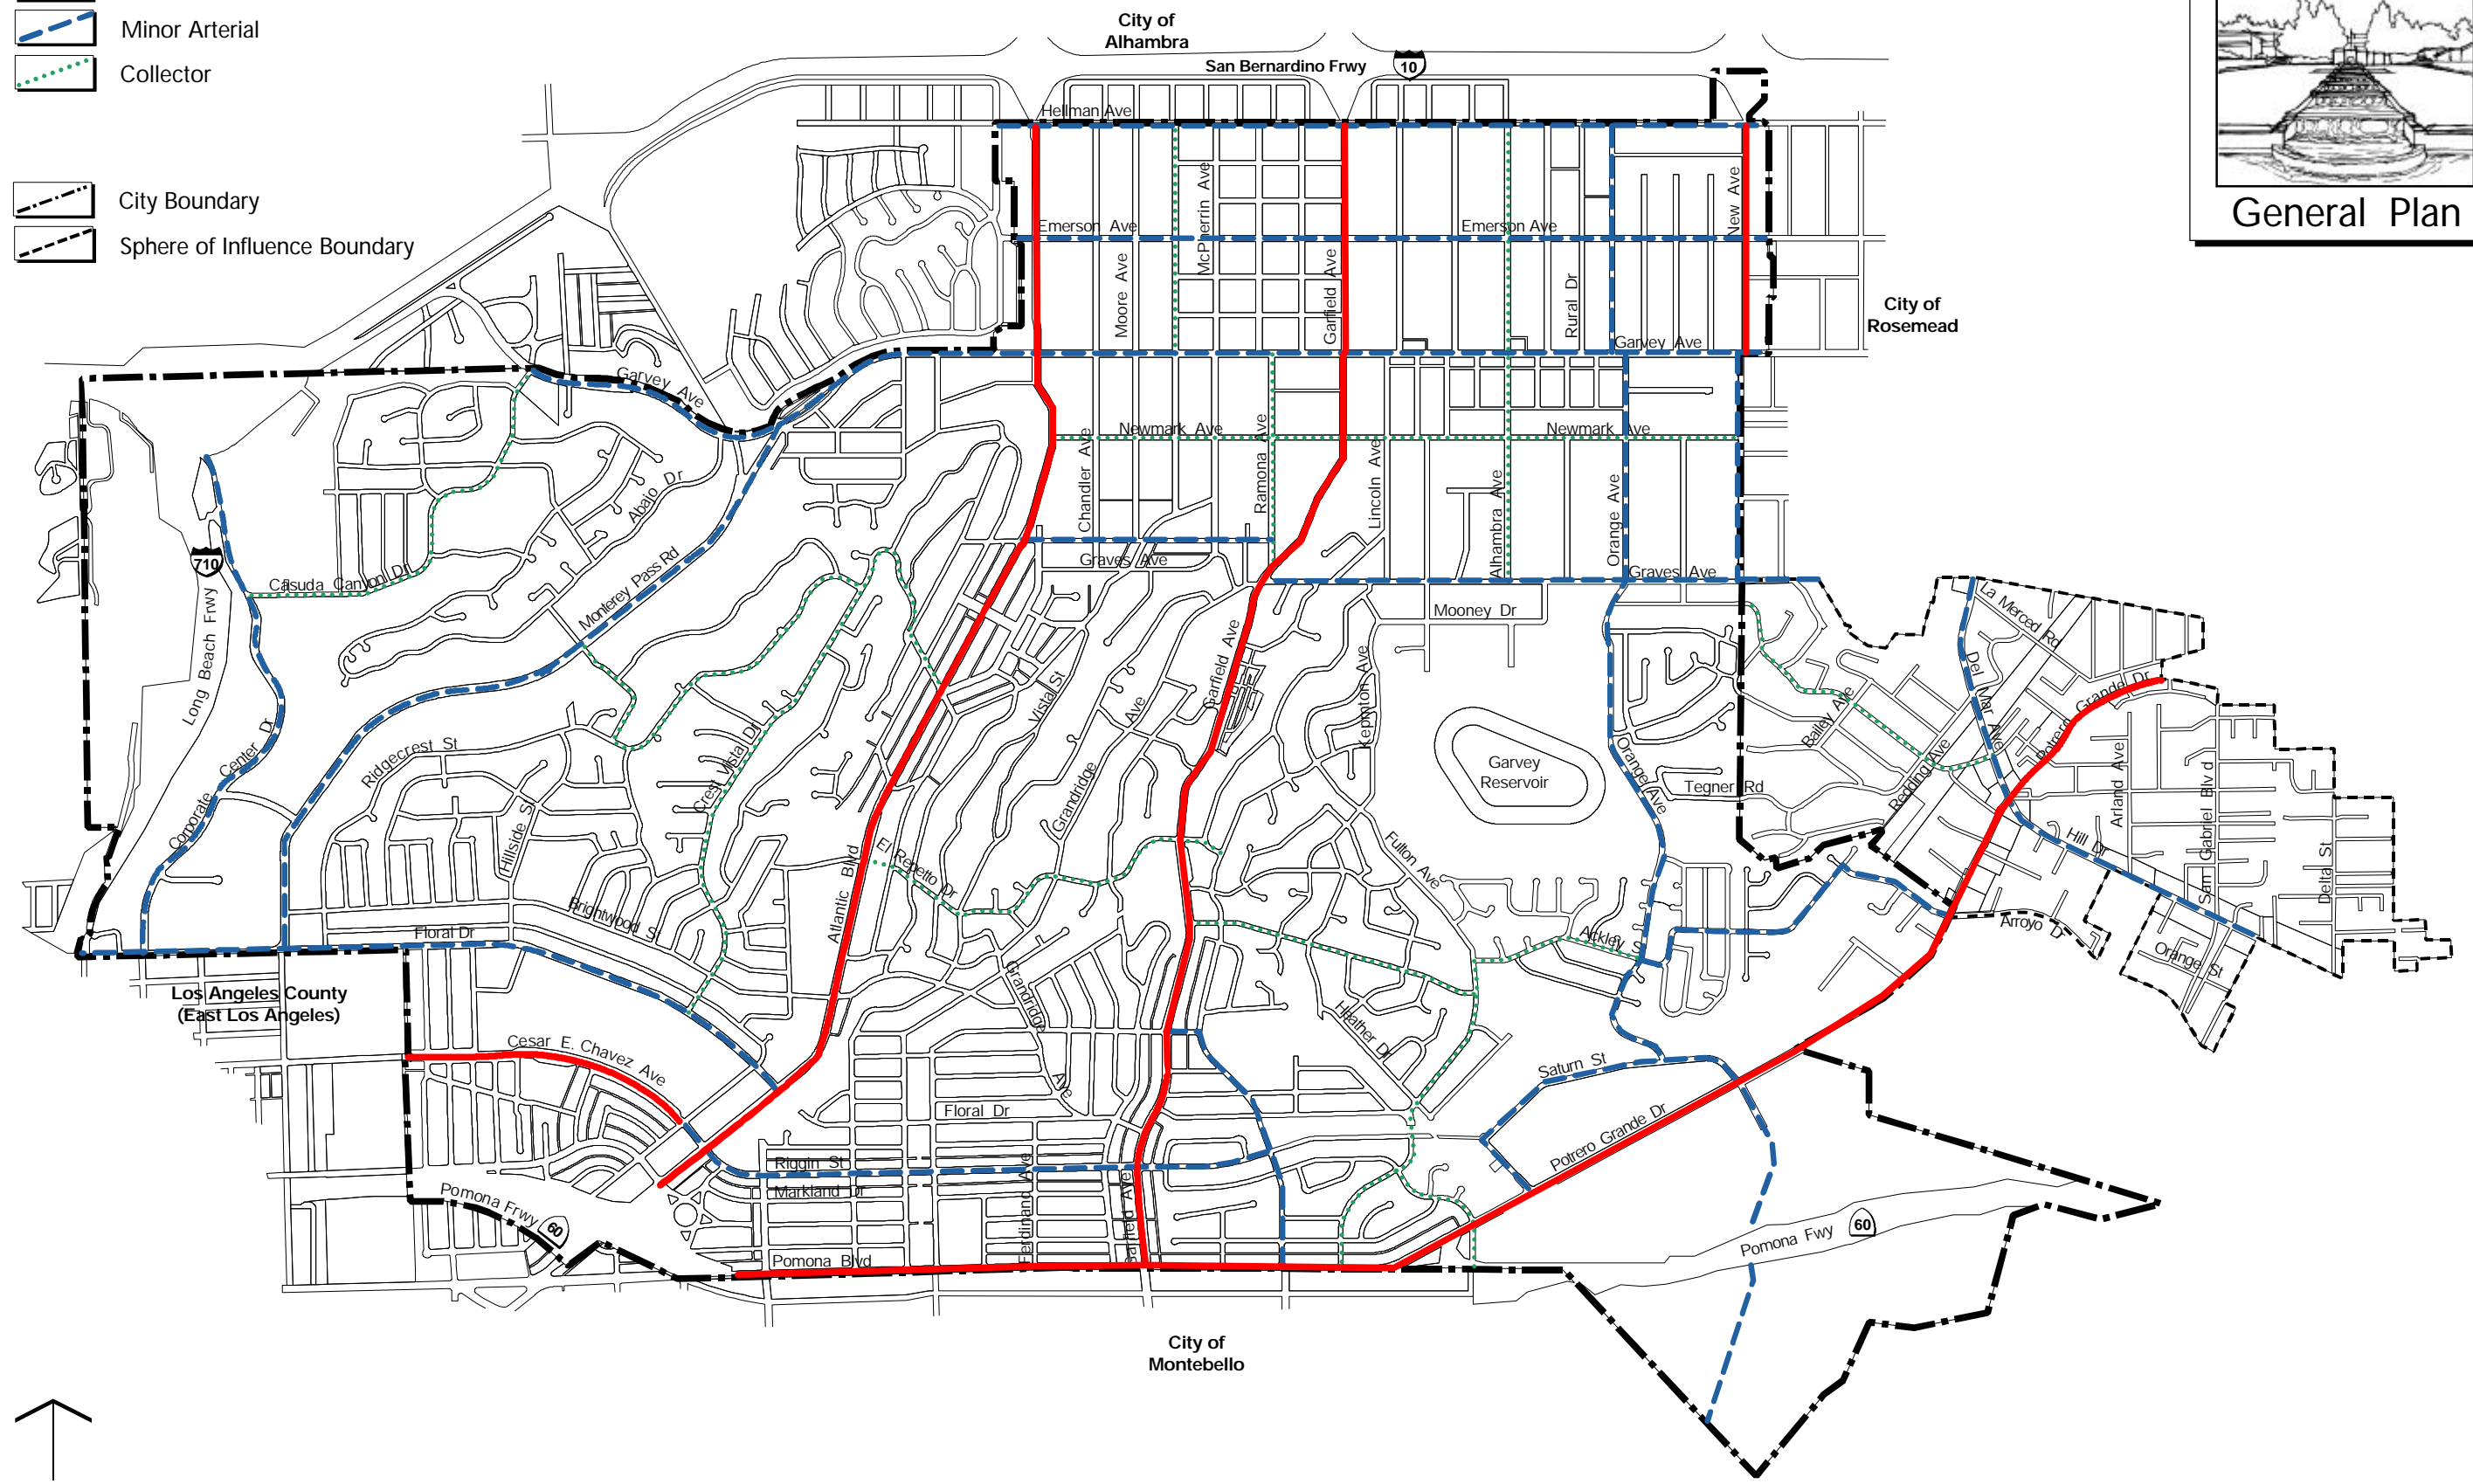 Minor Arterial
Collector
City Boundary
Sphere of Influence Boundary
General Plan
City of
Alhambra
San Bernardino Frwy
10
Hellman Ave
McPherrin Ave
New Ave
Emerson Ave
Emerson Ave
Moore Ave
Garfield Ave
Rural Dr
City of
Rosemead
Garvey Ave
Garvey Ave
Newmark Ave
Newmark Ave
Chandler Ave
Ramona Ave
Lincoln Ave
Alhambra Ave
Orange Ave
Abajo Dr
710
Casuda Canyon Dr
Monterey Pass Rd
Graves Ave
Graves Ave
Mooney Dr
La Merced Rd
Long Beach Frwy
Garfield Ave
Kempton Ave
Vista St
Ave
Del Mar Ave
Potrero Grande Dr
Bailey Ave
Ridgecrest St
Corporate Center Dr
Crest Vista Dr
Grandridge
Garvey
Reservoir
Orange Ave
Tegner Rd
Redding Ave
Arland Ave
San Gabriel Blvd
Hillside St
El Repetto Dr
Fulton Ave
Hill Dr
Delta St
Atlantic Blvd
Brightwood St
Floral Dr
Ackley St
Arroyo Dr
Orange St
Los Angeles County
(East Los Angeles)
Grandridge
Ave
Heather Dr
Cesar E. Chavez Ave
Saturn St
Floral Dr
Potrero Grande Dr
Riggin St
Markland Dr
Ferdinand Ave
Garfield Ave
Pomona Frwy
60
Pomona Blvd
Pomona Fwy
60
City of
Montebello